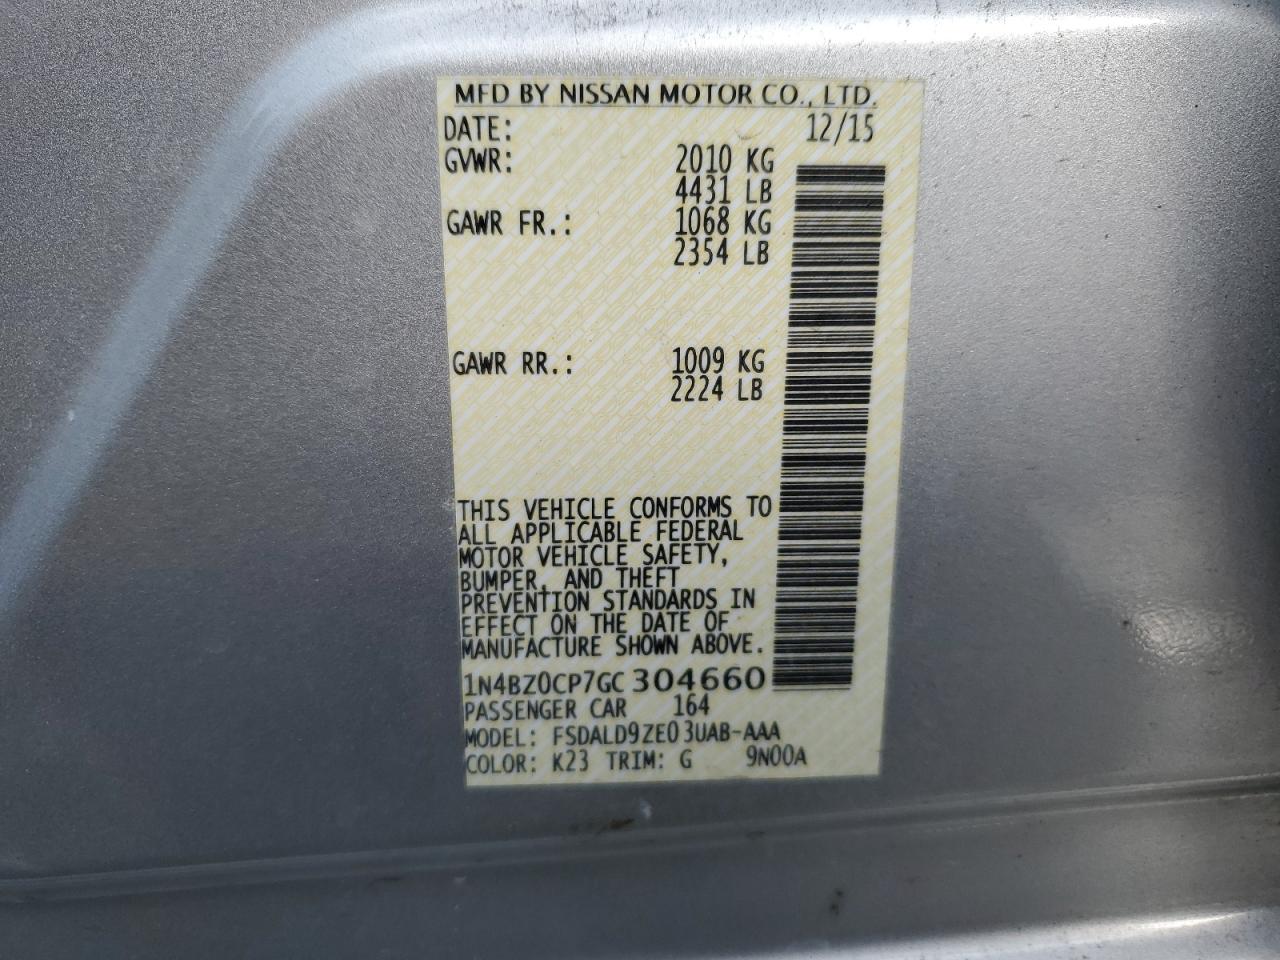 MFD BY NISSAN MOTOR CO., LTD.
DATE: 12/15
GVWR: 2010 KG
4431 LB
GAWR FR.: 1068 KG
2354 LB
GAWR RR.: 1009 KG
2224 LB
THIS VEHICLE CONFORMS TO
ALL APPLICABLE FEDERAL
MOTOR VEHICLE SAFETY,
BUMPER, AND THEFT
PREVENTION STANDARDS IN
EFFECT ON THE DATE OF
MANUFACTURE SHOWN ABOVE.
1N4BZ0CP7GC304660
PASSENGER CAR 164
MODEL: FSDALD9ZE03UAB-AAA
COLOR: K23 TRIM: G 9N00A